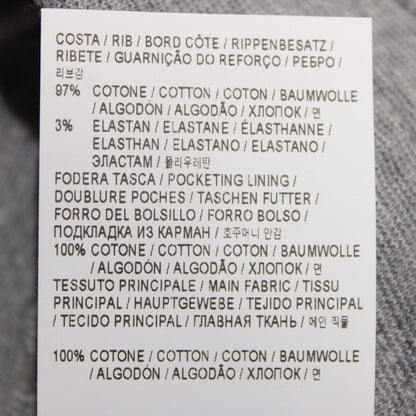 COSTA / RIB / BORD CÔTE / RIPPENBESATZ /
RIBETE / GUARNIÇÃO DO REFORÇO / РЕБРО /
리브감
97% COTONE / COTTON / COTON / BAUMWOLLE
/ ALGODÓN / ALGODÃO / ХЛОПОК / 면
3% ELASTAN / ELASTANE / ÉLASTHANNE /
ELASTHAN / ELASTANO / ELASTANO /
ЭЛАСТАМ / 폴리우레탄
FODERA TASCA / POCKETING LINING /
DOUBLURE POCHES / TASCHEN FUTTER /
FORRO DEL BOLSILLO / FORRO BOLSO /
ПОДКЛАДКА ИЗ КАРМАН / 호주머니 안감
100% COTONE / COTTON / COTON / BAUMWOLLE
/ ALGODÓN / ALGODÃO / ХЛОПОК / 면
TESSUTO PRINCIPALE / MAIN FABRIC / TISSU
PRINCIPAL / HAUPTGEWEBE / TEJIDO PRINCIPAL
/ TECIDO PRINCIPAL / ГЛАВНАЯ ТКАНЬ / 메인 직물
100% COTONE / COTTON / COTON / BAUMWOLLE
/ ALGODÓN / ALGODÃO / ХЛОПОК / 면